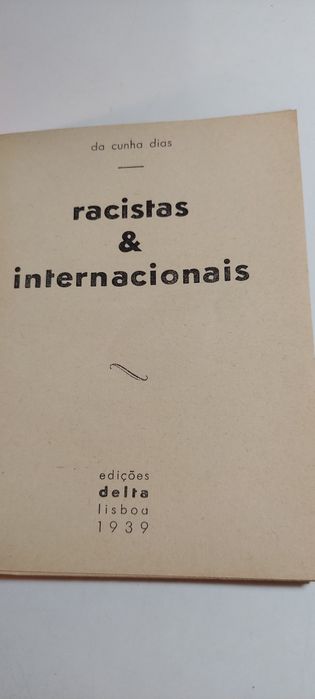 da cunha dias
racistas
&
internacionais
edições
delta
lisboa
1939